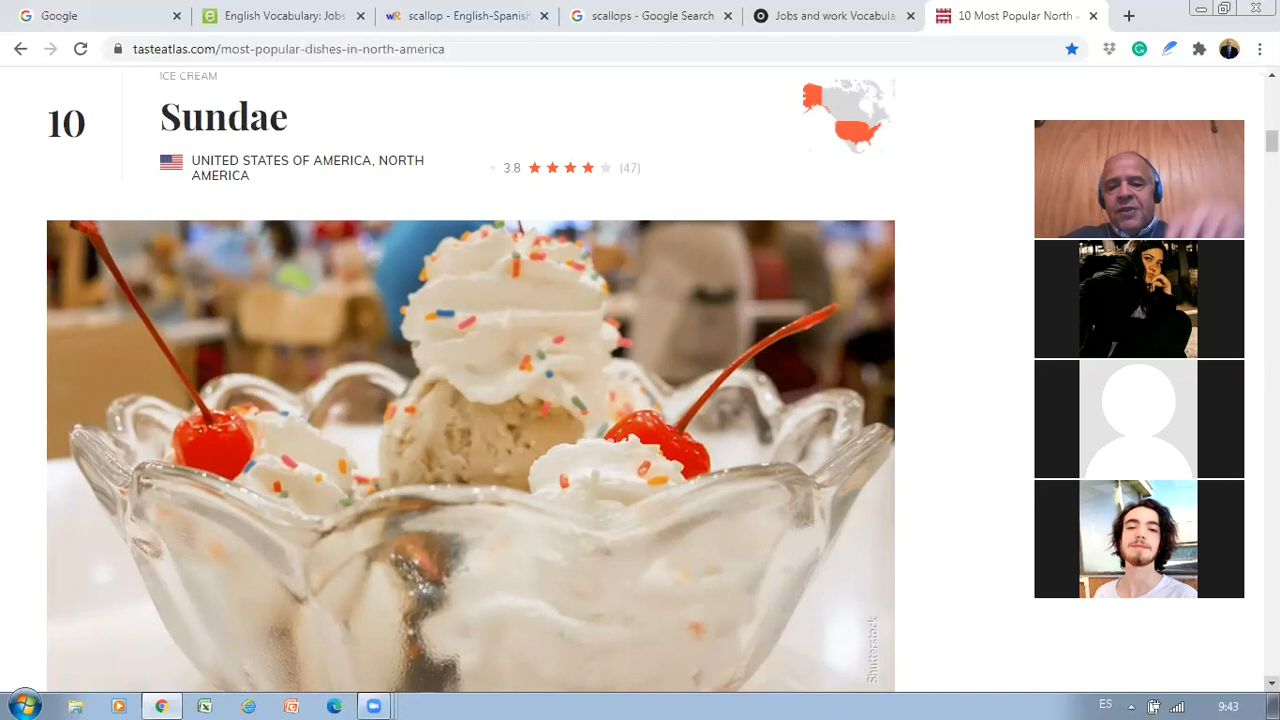 Google
English Vocabulary: Jobs
scallop - English-Spanish
scallops - Google Search
Jobs and work Vocabula
10 Most Popular North
tasteatlas.com/most-popular-dishes-in-north-america
ICE CREAM
10
Sundae
UNITED STATES OF AMERICA, NORTH
AMERICA
3.8
(47)
Shutterstock
ES
9:43